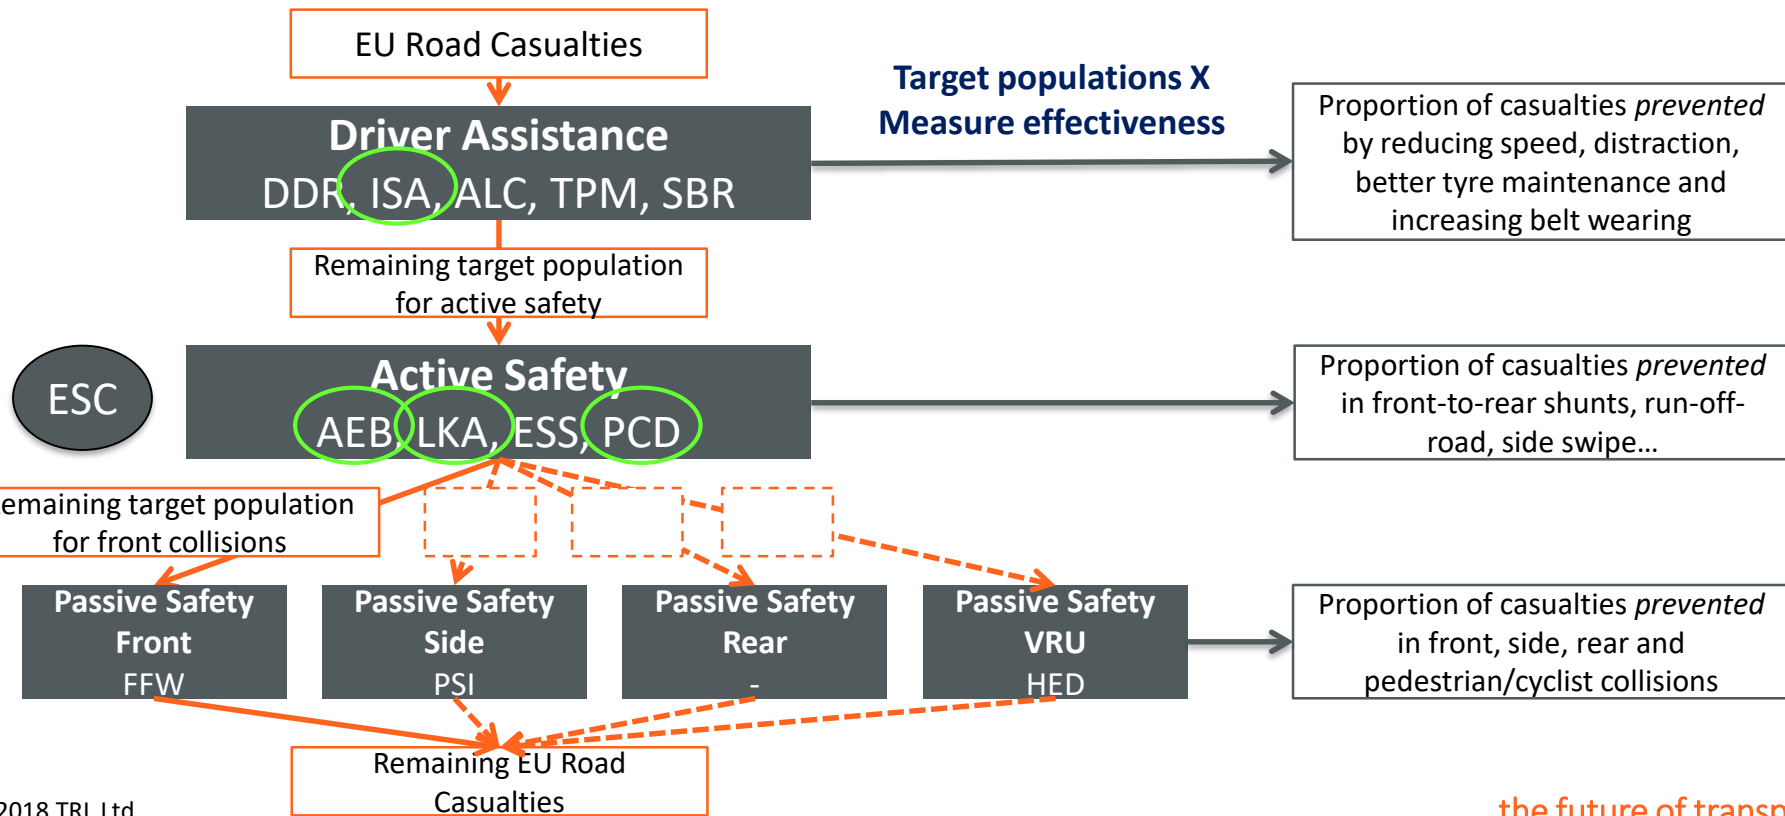 EU Road Casualties
Target populations X
Measure effectiveness
Driver Assistance
DDR, ISA, ALC, TPM, SBR
Proportion of casualties prevented
by reducing speed, distraction,
better tyre maintenance and
increasing belt wearing
Remaining target population
for active safety
ESC
Active Safety
AEB, LKA, ESS, PCD
Proportion of casualties prevented
in front-to-rear shunts, run-off-
road, side swipe...
emaining target population
for front collisions
Passive Safety
Front
FFW
Passive Safety
Side
PSI
Passive Safety
Rear
-
Passive Safety
VRU
HED
Proportion of casualties prevented
in front, side, rear and
pedestrian/cyclist collisions
Remaining EU Road
Casualties
2018 TRL Ltd
the future of transp